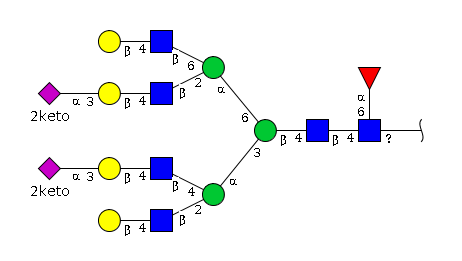 β 4 β 6
α
α 3 β 4 β 2
2keto
α
6
6
β 4 β 4 ?
3
α 3 β 4 β 4 α
2keto
β 4 β 2